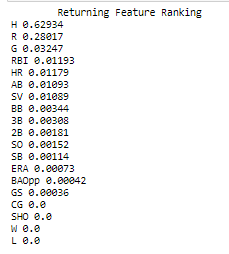 Returning Feature Ranking
H 0.62934
R 0.28017
G 0.03247
RBI 0.01193
HR 0.01179
AB 0.01093
SV 0.01089
BB 0.00344
3B 0.00308
2B 0.00181
SO 0.00152
SB 0.00114
ERA 0.00073
BAOpp 0.00042
GS 0.00036
CG 0.0
SHO 0.0
W 0.0
L 0.0